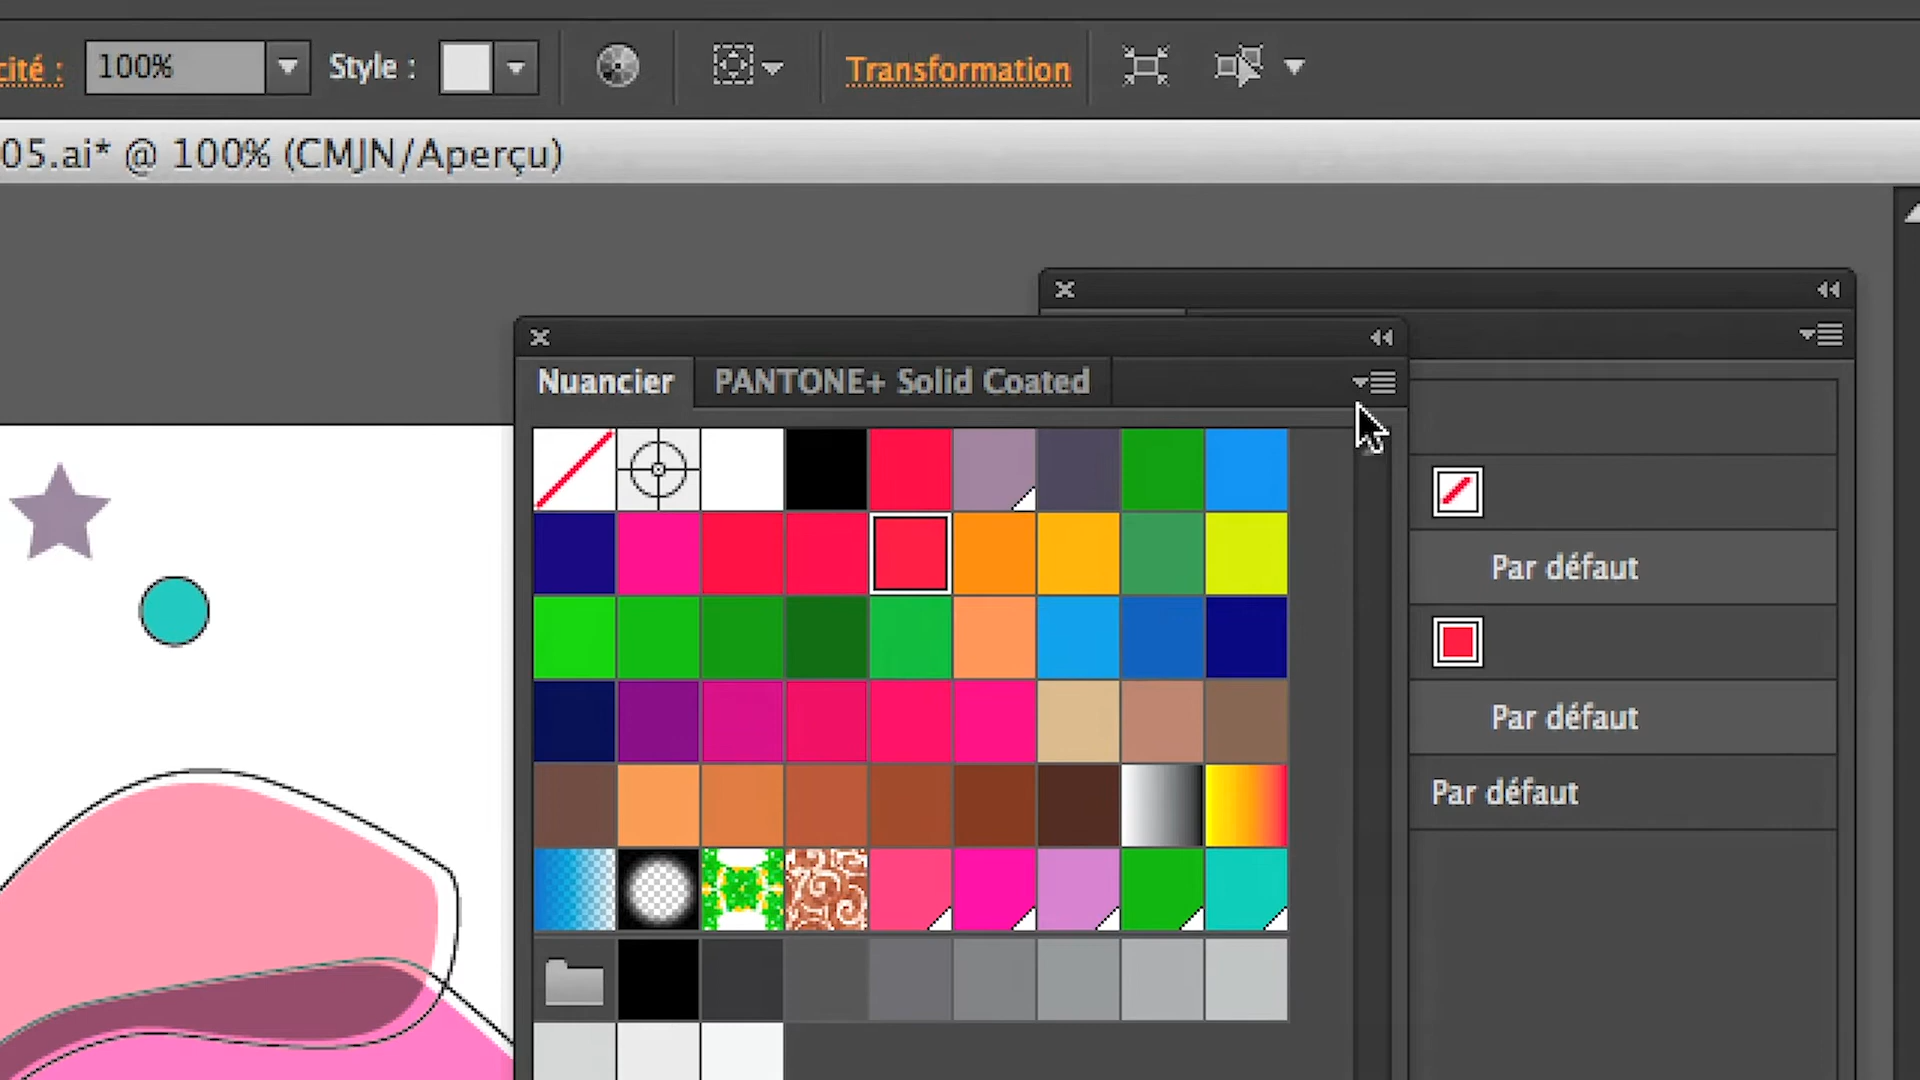 cité :
100%
Style :
Transformation
05.ai* @ 100% (CMJN/Aperçu)
Nuancier
PANTONE+ Solid Coated
Par défaut
Par défaut
Par défaut